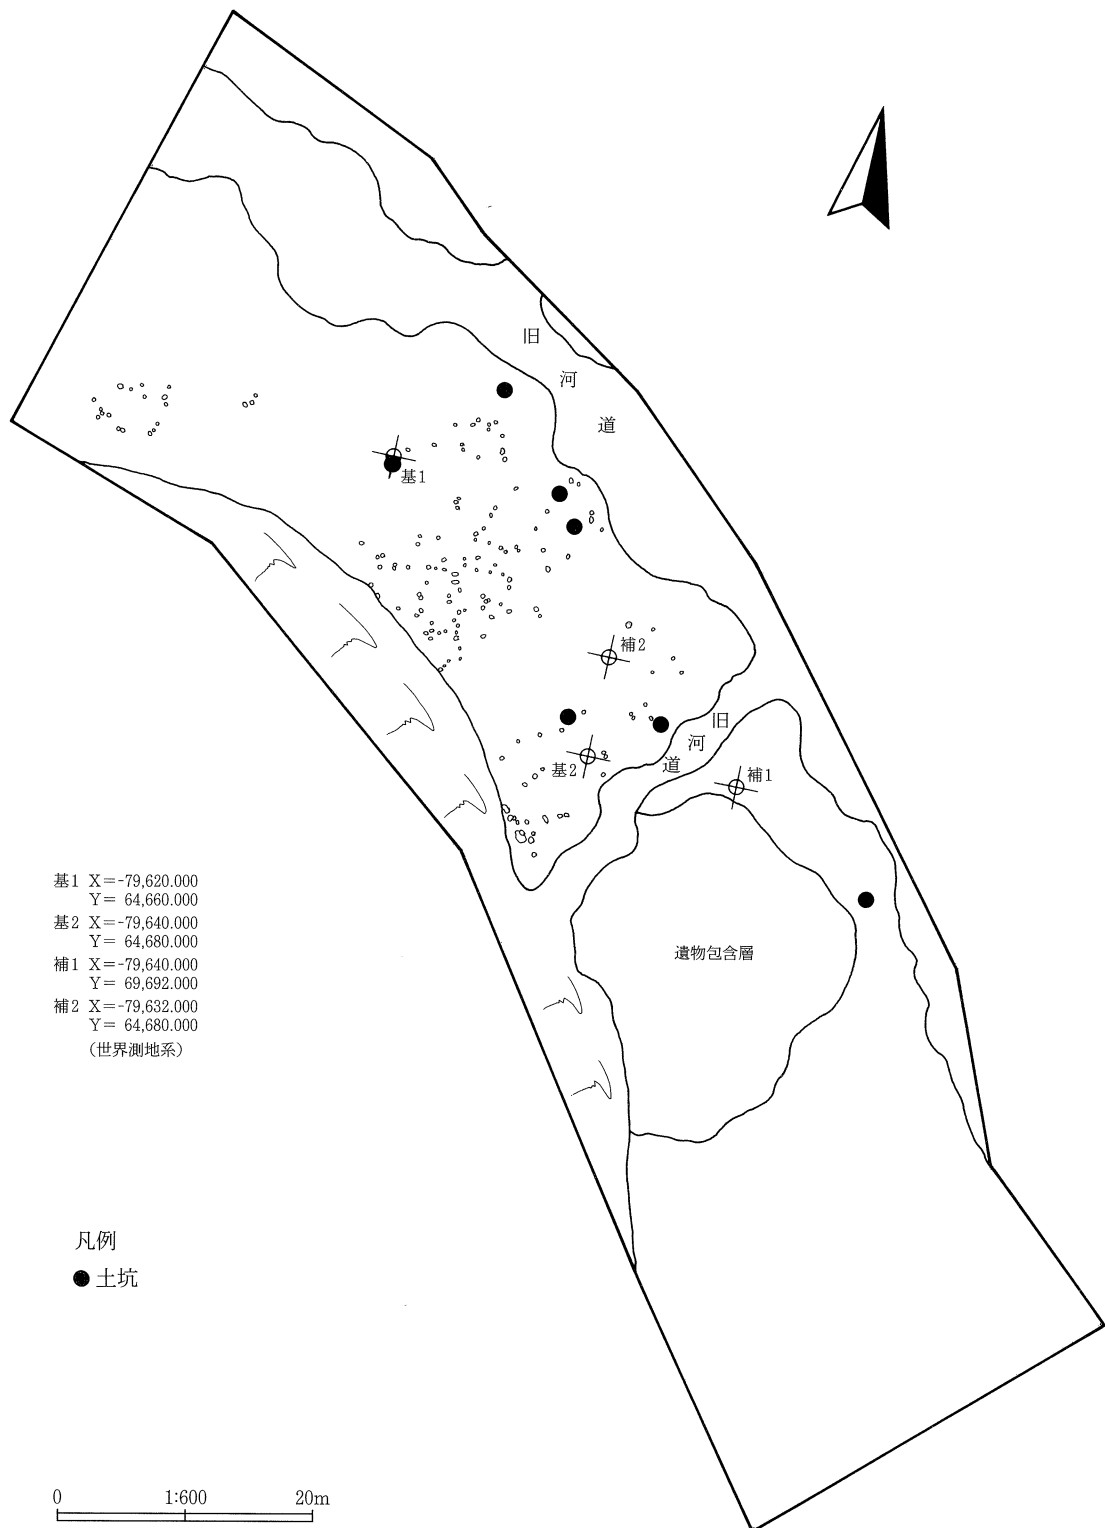 旧
河
道
基1
補2
旧
河
道
基2
補1
基1 X=-79,620.000
Y= 64,660.000
基2 X=-79,640.000
Y= 64,680.000
補1 X=-79,640.000
Y= 69,692.000
補2 X=-79,632.000
Y= 64,680.000
(世界測地系)
遺物包含層
凡例
●土坑
0 1:600 20m